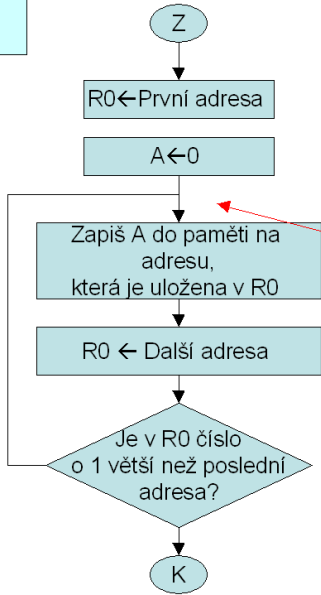 Z
R0←První adresa
A←0
Zapiš A do paměti na
adresu,
která je uložena v R0
R0 ← Další adresa
Je v R0 číslo
o 1 větší než poslední
adresa?
K